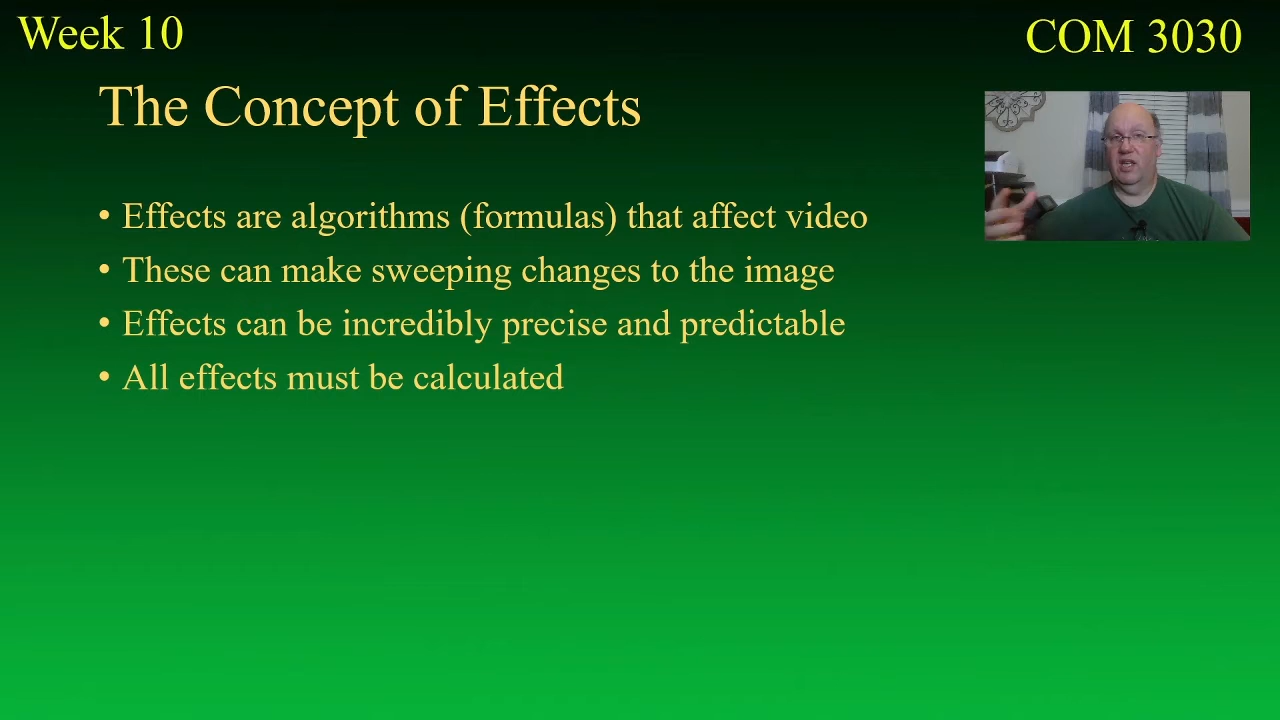 Week 10
COM 3030
The Concept of Effects
• Effects are algorithms (formulas) that affect video
• These can make sweeping changes to the image
• Effects can be incredibly precise and predictable
• All effects must be calculated